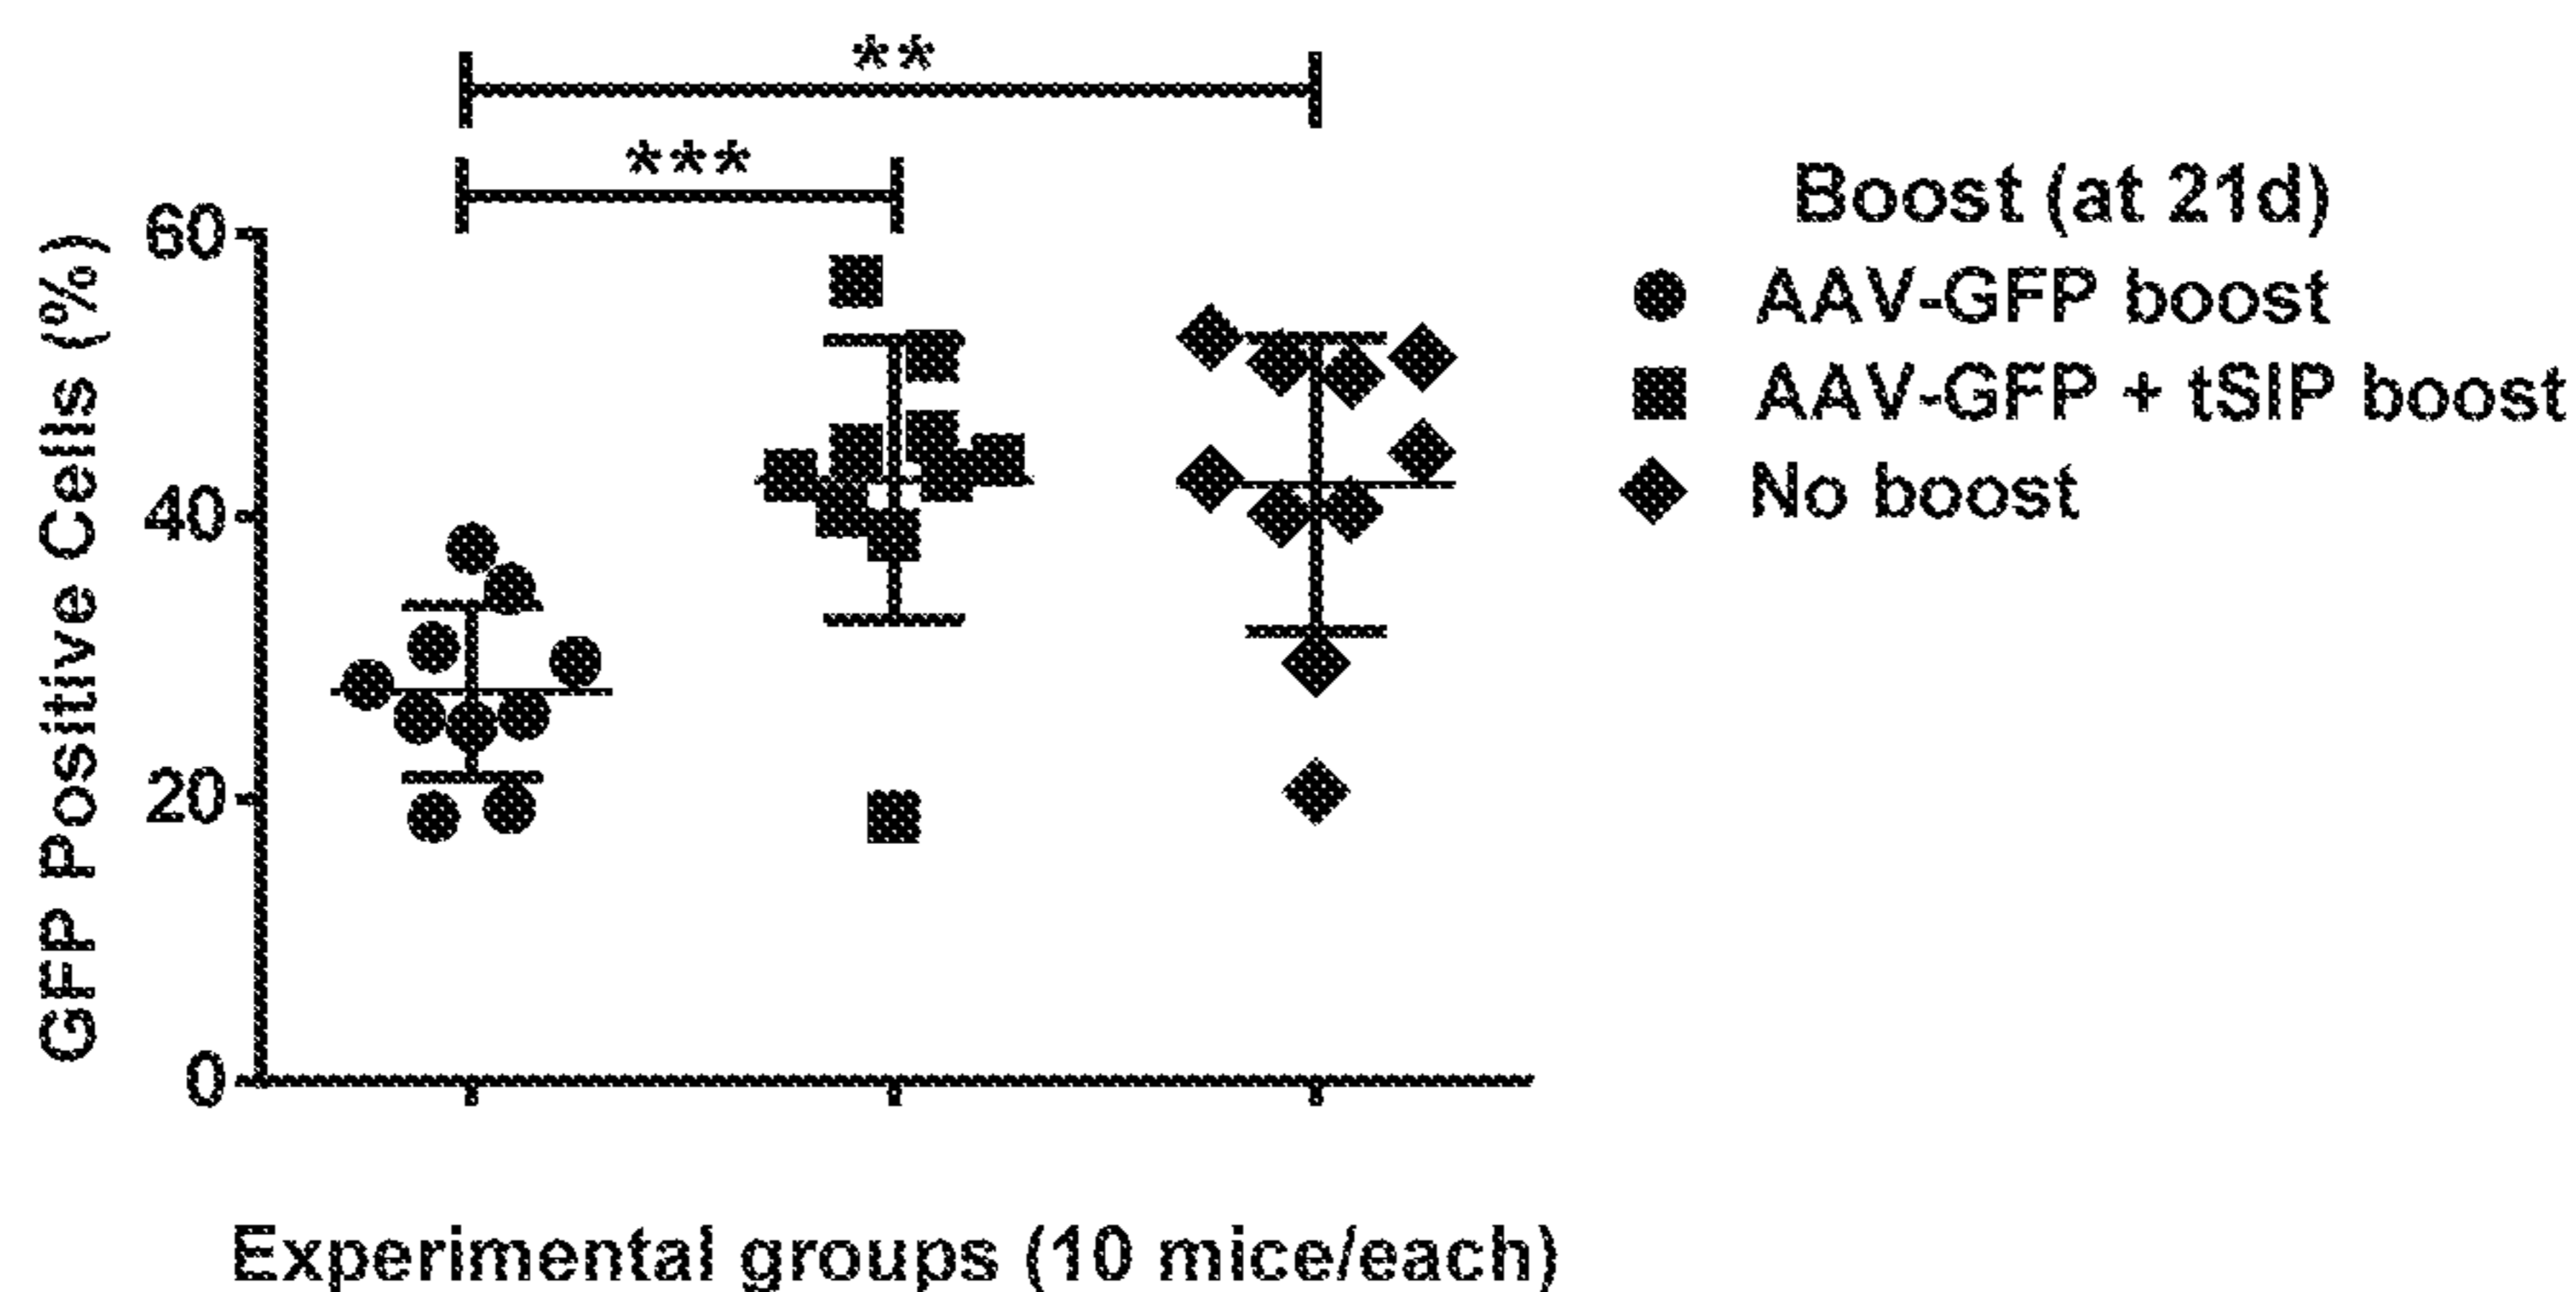 **
***
Boost (at 21d)
AAV-GFP boost
AAV-GFP + tSIP boost
No boost
GFP Positive Cells (%)
60
40
20
0
Experimental groups (10 mice/each)